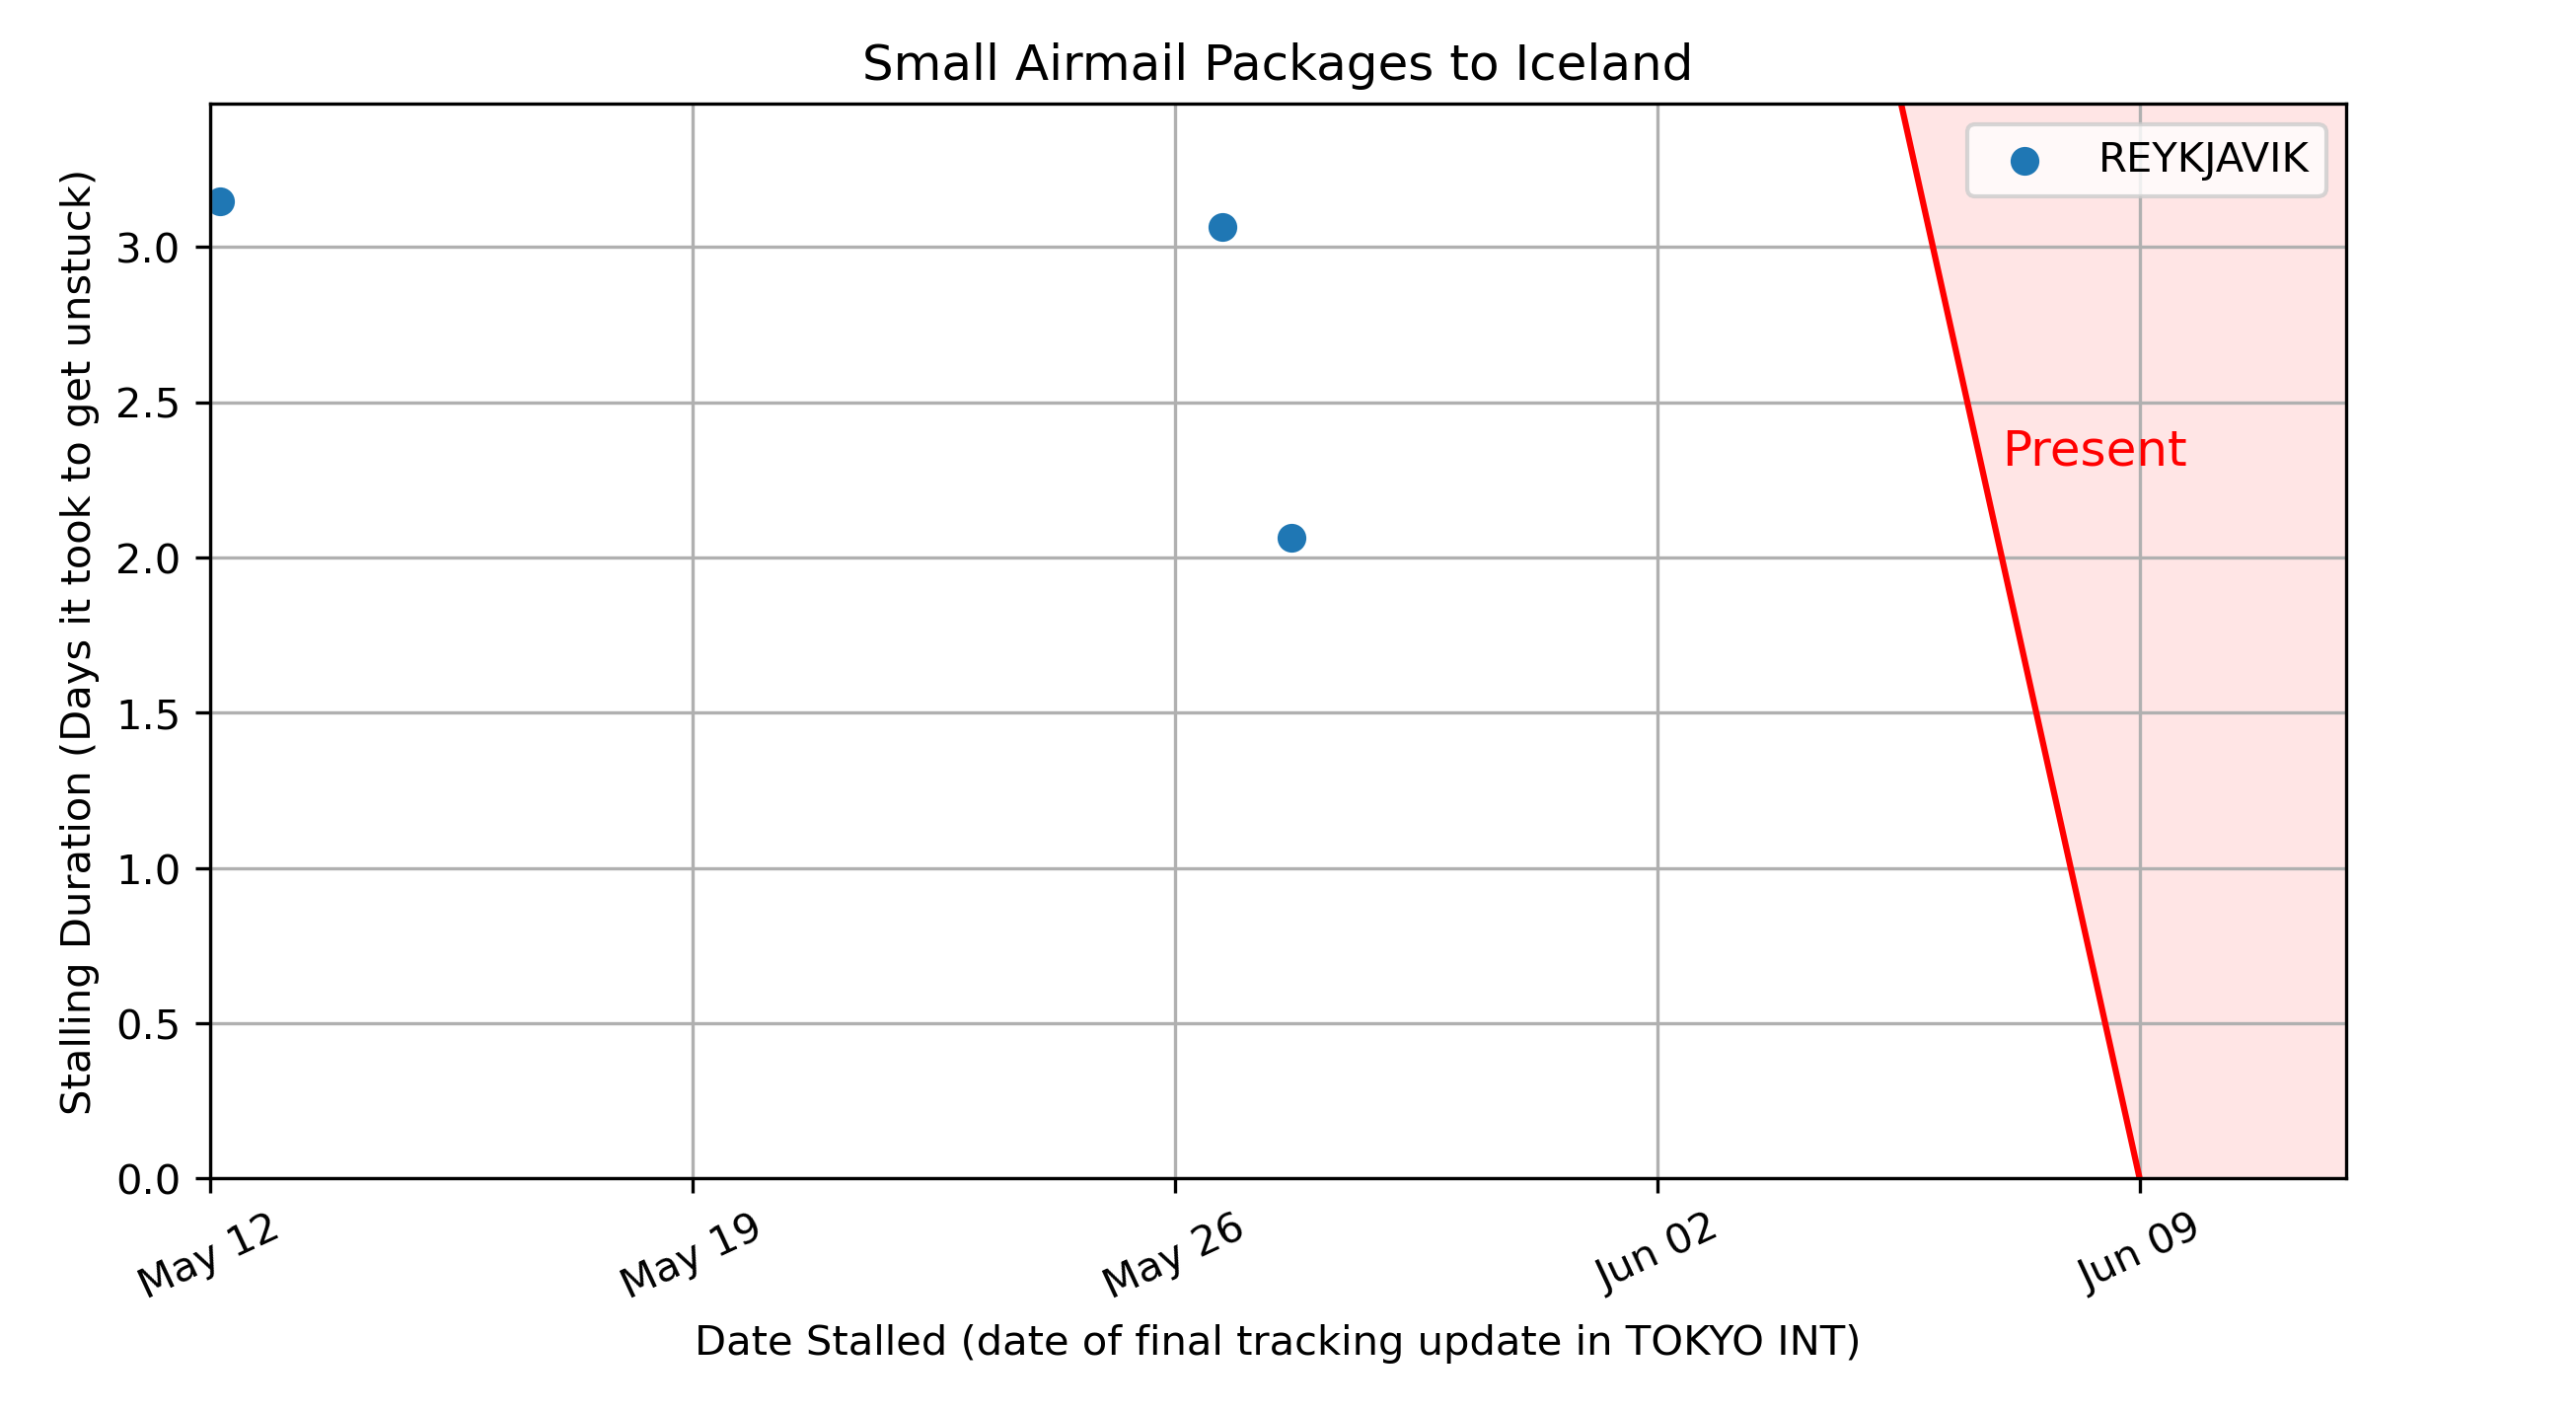 Small Airmail Packages to Iceland
REYKJAVIK
Present
Stalling Duration (Days it took to get unstuck)
3.0
2.5
2.0
1.5
1.0
0.5
0.0
May 12
May 19
May 26
Jun 02
Jun 09
Date Stalled (date of final tracking update in TOKYO INT)